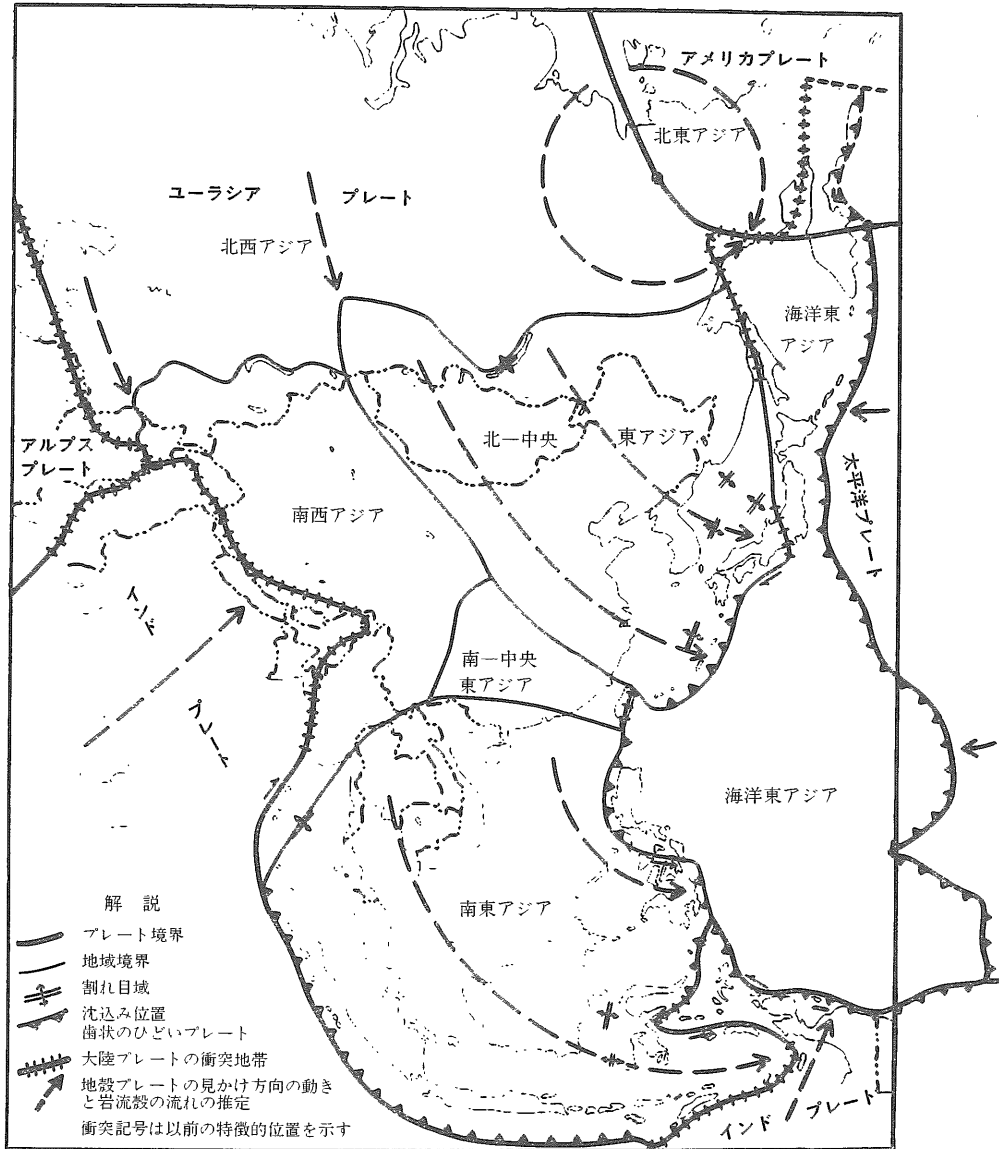 アメリカプレート
北東アジア
ユーラシア プレート
北西アジア
海洋東
アジア
アルプス
プレート
北一中央 東アジア
南西アジア
太平洋プレート
インド
プレート
南一中央
東アジア
海洋東アジア
南東アジア
解 説
プレート境界
地域境界
割れ目域
沈込み位置
歯状のひどいプレート
大陸プレートの衝突地帯
地殻プレートの見かけ方向の動き
と岩流殻の流れの推定
衝突記号は以前の特徴的位置を示す
インド プレート